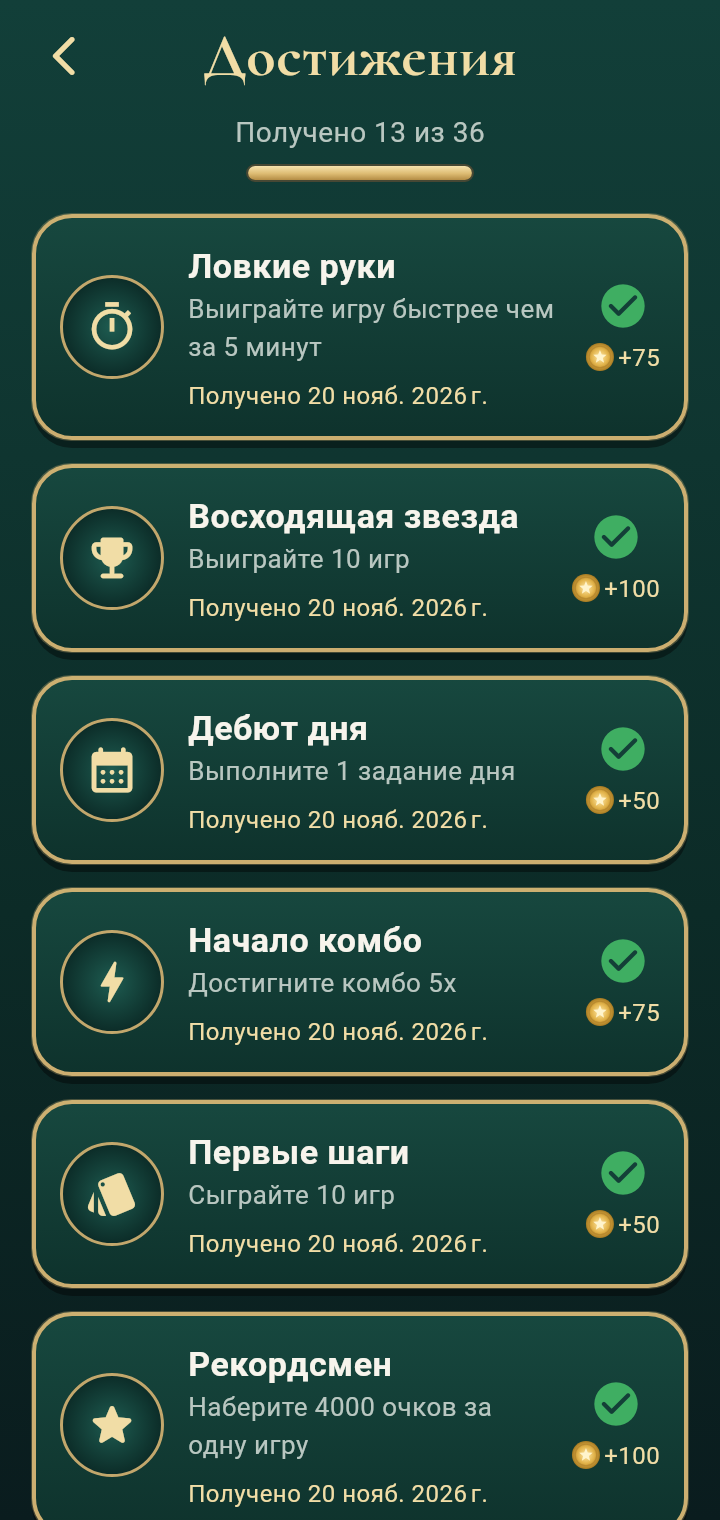 Достижения
Получено 13 из 36
Ловкие руки
Выиграйте игру быстрее чем
за 5 минут
Получено 20 нояб. 2026 г.
+75
Восходящая звезда
Выиграйте 10 игр
Получено 20 нояб. 2026 г.
+100
Дебют дня
Выполните 1 задание дня
Получено 20 нояб. 2026 г.
+50
Начало комбо
Достигните комбо 5x
Получено 20 нояб. 2026 г.
+75
Первые шаги
Сыграйте 10 игр
Получено 20 нояб. 2026 г.
+50
Рекордсмен
Наберите 4000 очков за
одну игру
Получено 20 нояб. 2026 г.
+100